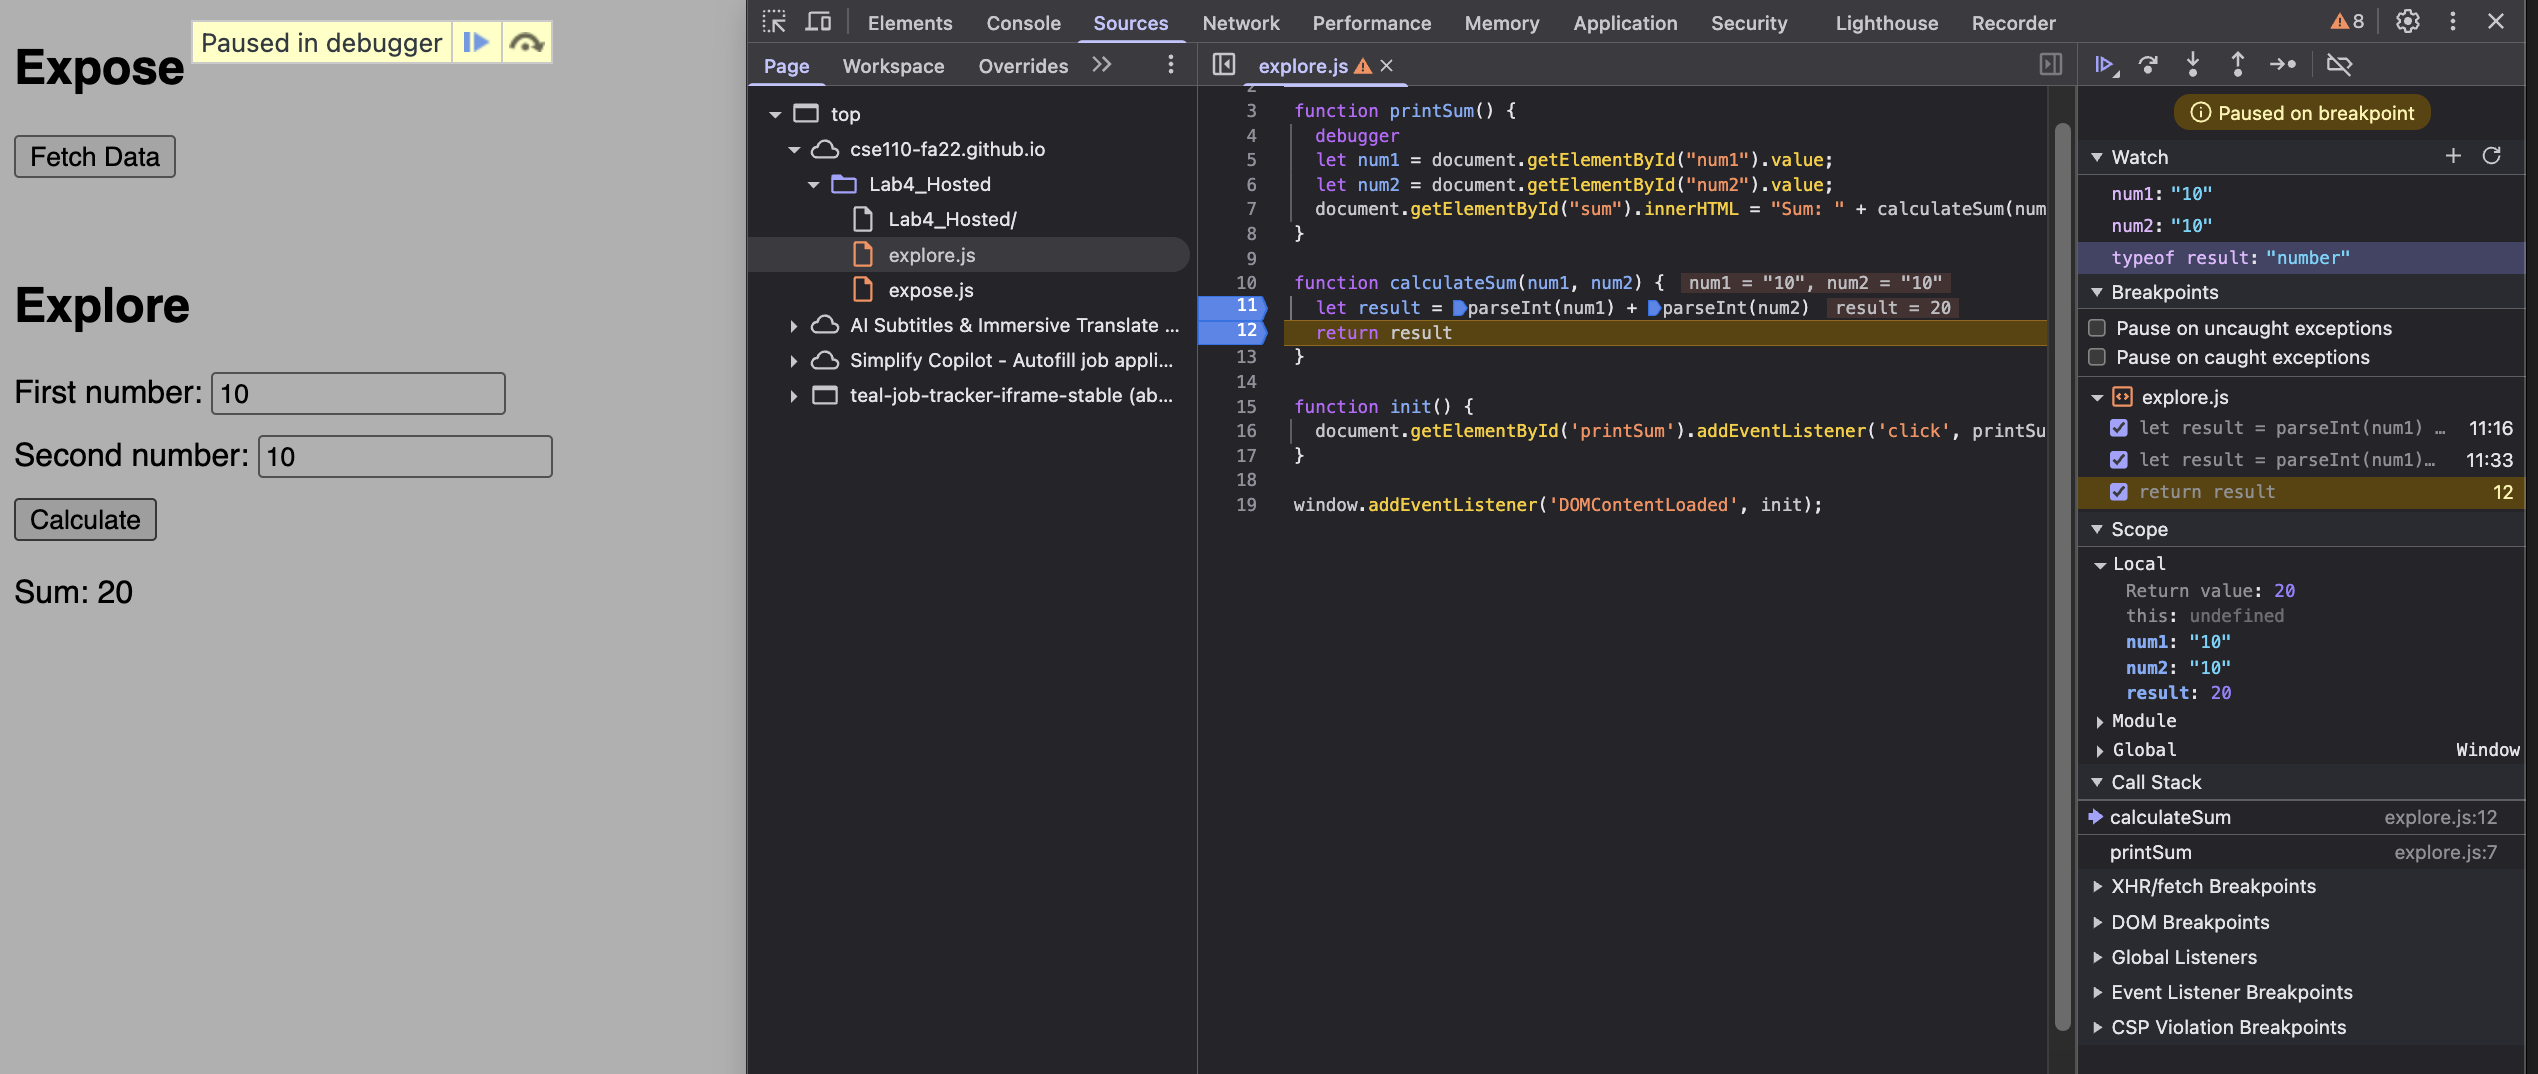 Expose
Paused in debugger
Fetch Data
Explore
First number: 10
Second number: 10
Calculate
Sum: 20
Elements Console Sources Network Performance Memory Application Security Lighthouse Recorder 8
Page Workspace Overrides
top
cse110-fa22.github.io
Lab4_Hosted
Lab4_Hosted/
explore.js
expose.js
AI Subtitles & Immersive Translate ...
Simplify Copilot - Autofill job appli...
teal-job-tracker-iframe-stable (ab...
explore.js
2
3 function printSum() {
4 debugger
5 let num1 = document.getElementById("num1").value;
6 let num2 = document.getElementById("num2").value;
7 document.getElementById("sum").innerHTML = "Sum: " + calculateSum(num
8 }
9
10 function calculateSum(num1, num2) { num1 = "10", num2 = "10"
11 let result = parseInt(num1) + parseInt(num2) result = 20
12 return result
13 }
14
15 function init() {
16 document.getElementById('printSum').addEventListener('click', printSu
17 }
18
19 window.addEventListener('DOMContentLoaded', init);
Paused on breakpoint
Watch
num1: "10"
num2: "10"
typeof result: "number"
Breakpoints
Pause on uncaught exceptions
Pause on caught exceptions
explore.js
let result = parseInt(num1) … 11:16
let result = parseInt(num1)… 11:33
return result 12
Scope
Local
Return value: 20
this: undefined
num1: "10"
num2: "10"
result: 20
Module
Global Window
Call Stack
calculateSum explore.js:12
printSum explore.js:7
XHR/fetch Breakpoints
DOM Breakpoints
Global Listeners
Event Listener Breakpoints
CSP Violation Breakpoints